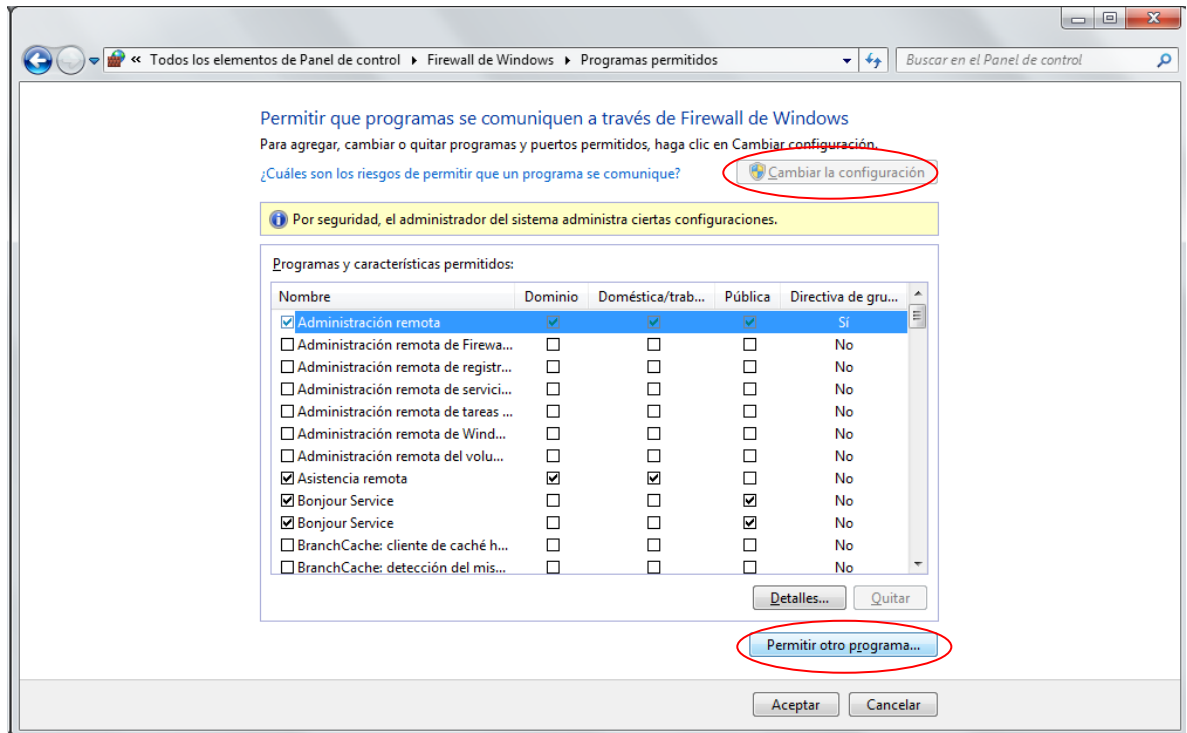 « Todos los elementos de Panel de control ▸ Firewall de Windows ▸ Programas permitidos
Buscar en el Panel de control
Permitir que programas se comuniquen a través de Firewall de Windows
Para agregar, cambiar o quitar programas y puertos permitidos, haga clic en Cambiar configuración.
¿Cuáles son los riesgos de permitir que un programa se comunique?
Cambiar la configuración
Por seguridad, el administrador del sistema administra ciertas configuraciones.
Programas y características permitidos:
Nombre Dominio Doméstica/trab... Pública Directiva de gru...
Administración remota Sí
Administración remota de Firewa... No
Administración remota de registr... No
Administración remota de servici... No
Administración remota de tareas ... No
Administración remota de Wind... No
Administración remota del volu... No
Asistencia remota No
Bonjour Service No
Bonjour Service No
BranchCache: cliente de caché h... No
BranchCache: detección del mis... No
Detalles... Quitar
Permitir otro programa...
Aceptar Cancelar